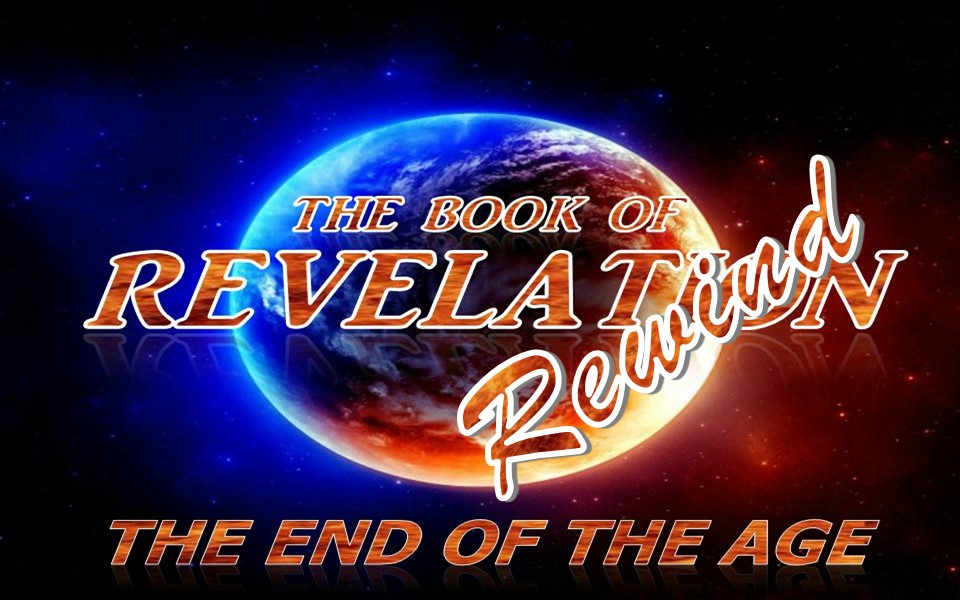 THE BOOK OF
REVELATION
Rewind
THE END OF THE AGE